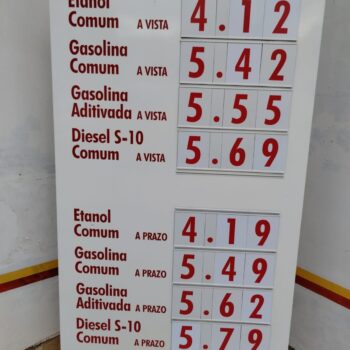 Etanol
Comum A VISTA 4.12
Gasolina
Comum A VISTA 5.42
Gasolina
Aditivada A VISTA 5.55
Diesel S-10
Comum A VISTA 5.69
Etanol
Comum A PRAZO 4.19
Gasolina
Comum A PRAZO 5.49
Gasolina
Aditivada A PRAZO 5.62
Diesel S-10
Comum A PRAZO 5.79